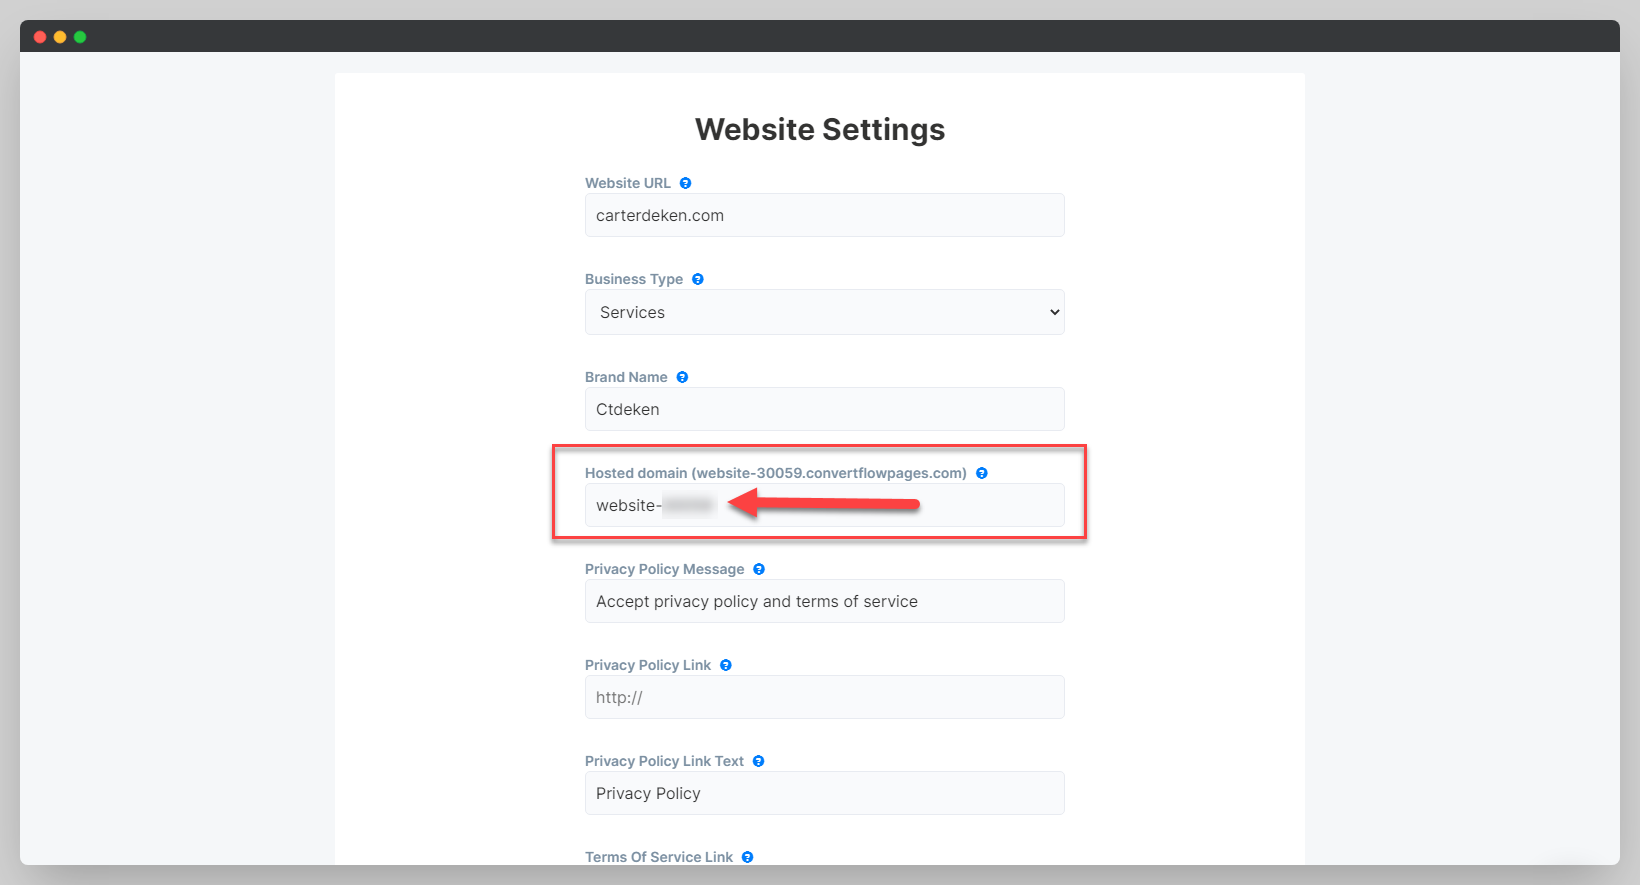 Website Settings
Website URL
carterdeken.com
Business Type
Services
Brand Name
Ctdeken
Hosted domain (website-30059.convertflowpages.com)
website-
Privacy Policy Message
Accept privacy policy and terms of service
Privacy Policy Link
http://
Privacy Policy Link Text
Privacy Policy
Terms Of Service Link